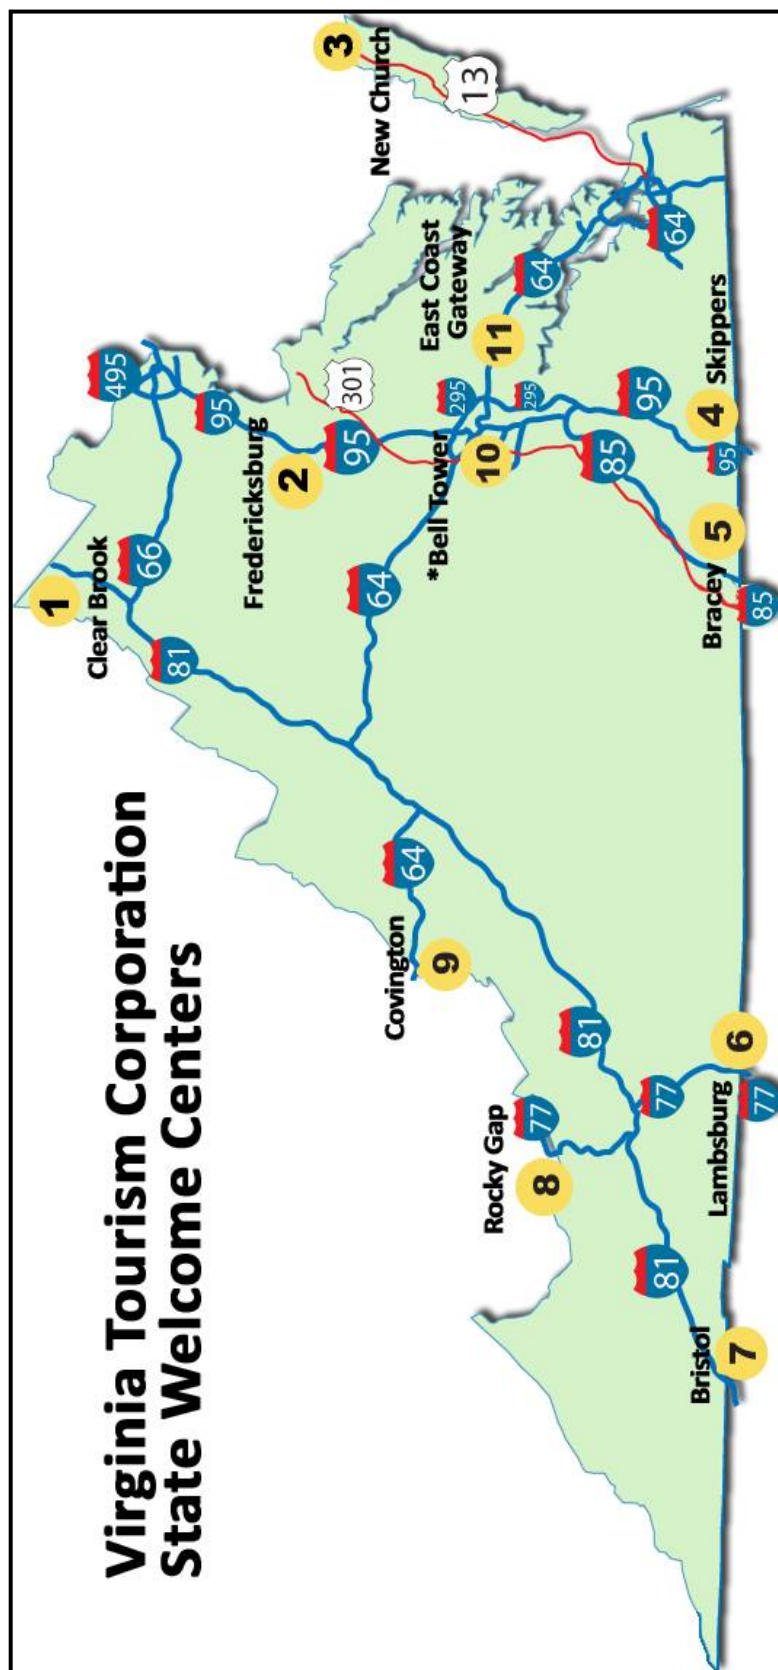 Virginia Tourism Corporation
State Welcome Centers
1
Clear Brook
81
66
495
95
Fredericksburg
2
95
301
3
New Church
13
East Coast
Gateway
11
64
64
295
295
*Bell Tower
10
64
85
95
4
Skippers
95
5
Bracey
85
64
Covington
9
81
77
Rocky Gap
8
77
6
Lambsburg
77
81
Bristol
7